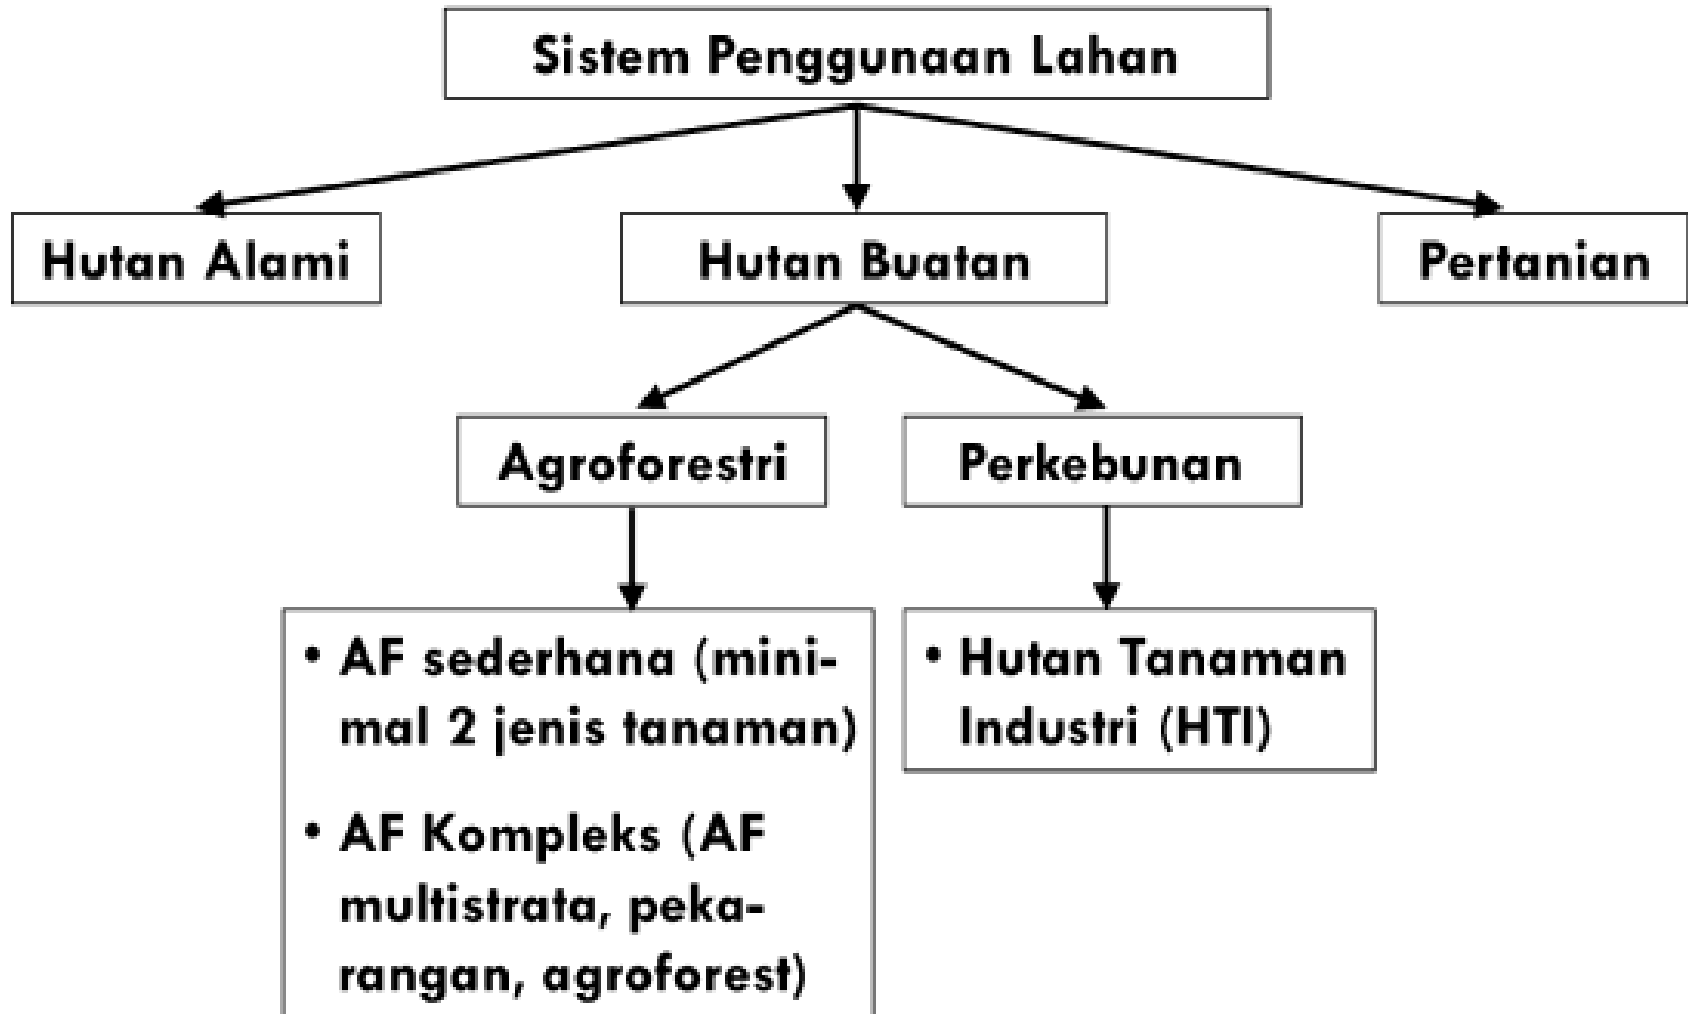 Sistem Penggunaan Lahan
Hutan Alami
Hutan Buatan
Pertanian
Agroforestri
Perkebunan
• AF sederhana (mini-
mal 2 jenis tanaman)
• AF Kompleks (AF
multistrata, peka-
rangan, agroforest)
• Hutan Tanaman
Industri (HTI)